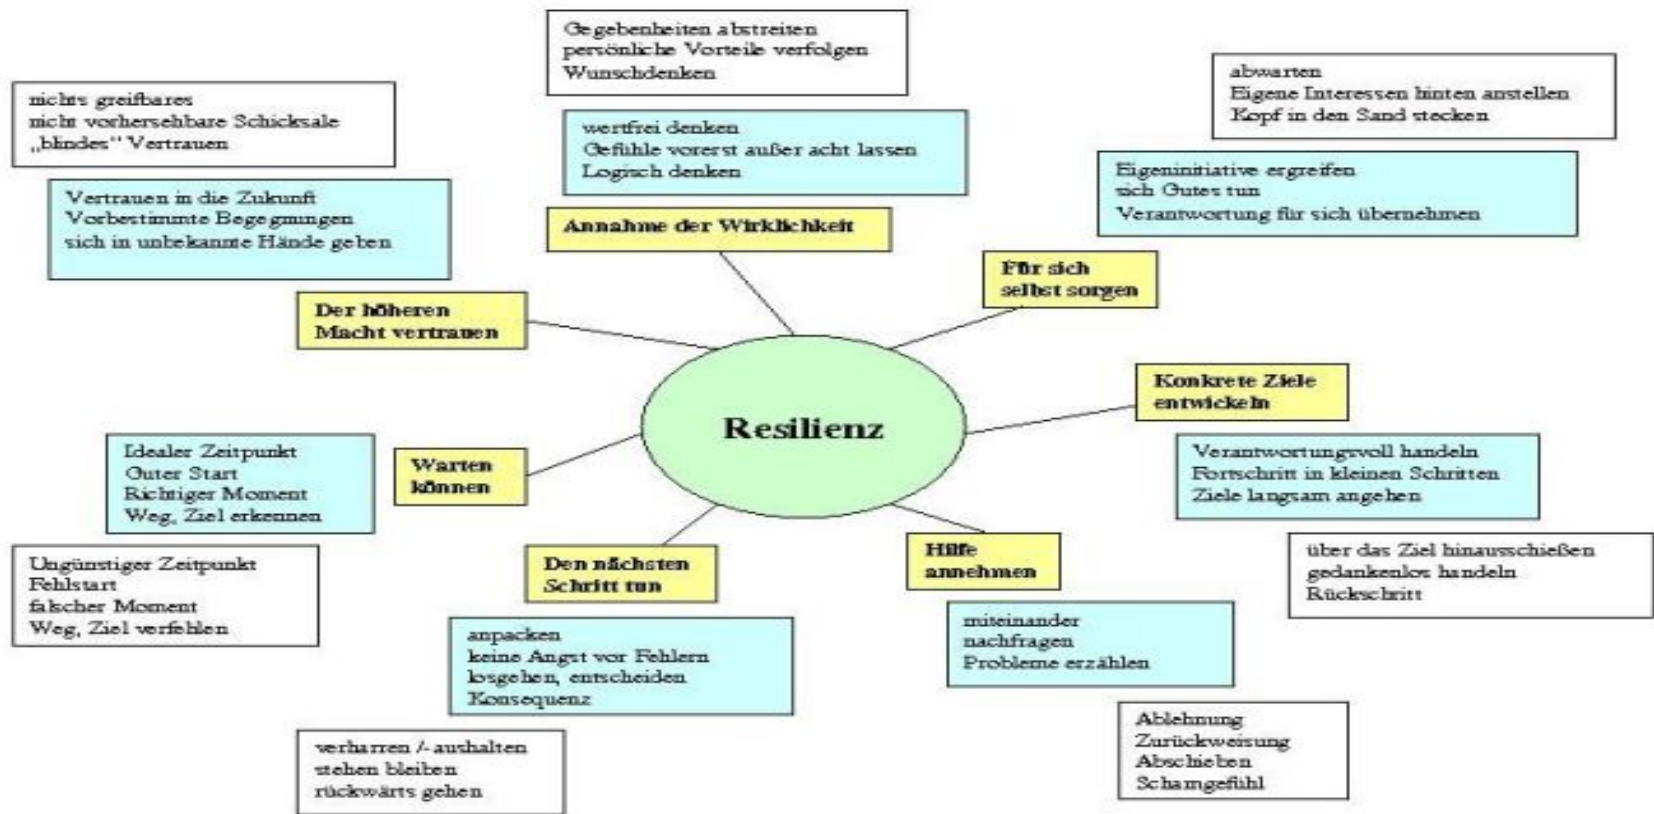 Gegebenheiten abstreiten
persönliche Vorteile verfolgen
Wunschdenken
wertfrei denken
Gefühle vorerst außer acht lassen
Logisch denken
Annahme der Wirklichkeit
abwarten
Eigene Interessen hinten anstellen
Kopf in den Sand stecken
Eigeninitiative ergreifen
sich Gutes tun
Verantwortung für sich übernehmen
Für sich
selbst sorgen
nichts greifbares
nicht vorhersehbare Schicksale
„blindes“ Vertrauen
Vertrauen in die Zukunft
Vorbestimmte Begegnungen
sich in unbekannte Hände geben
Der höheren
Macht vertrauen
Resilienz
Konkrete Ziele
entwickeln
Verantwortungsvoll handeln
Fortschritt in kleinen Schritten
Ziele langsam angehen
über das Ziel hinausschießen
gedankenlos handeln
Rückschritt
Warten
können
Idealer Zeitpunkt
Guter Start
Richtiger Moment
Weg, Ziel erkennen
Ungünstiger Zeitpunkt
Fehlstart
falscher Moment
Weg, Ziel verfehlen
Den nächsten
Schritt tun
anpacken
keine Angst vor Fehlern
losgehen, entscheiden
Konsequenz
verharren /- aushalten
stehen bleiben
rückwärts gehen
Hilfe
annehmen
miteinander
nachfragen
Probleme erzählen
Ablehnung
Zurückweisung
Abschieben
Schamgefühl